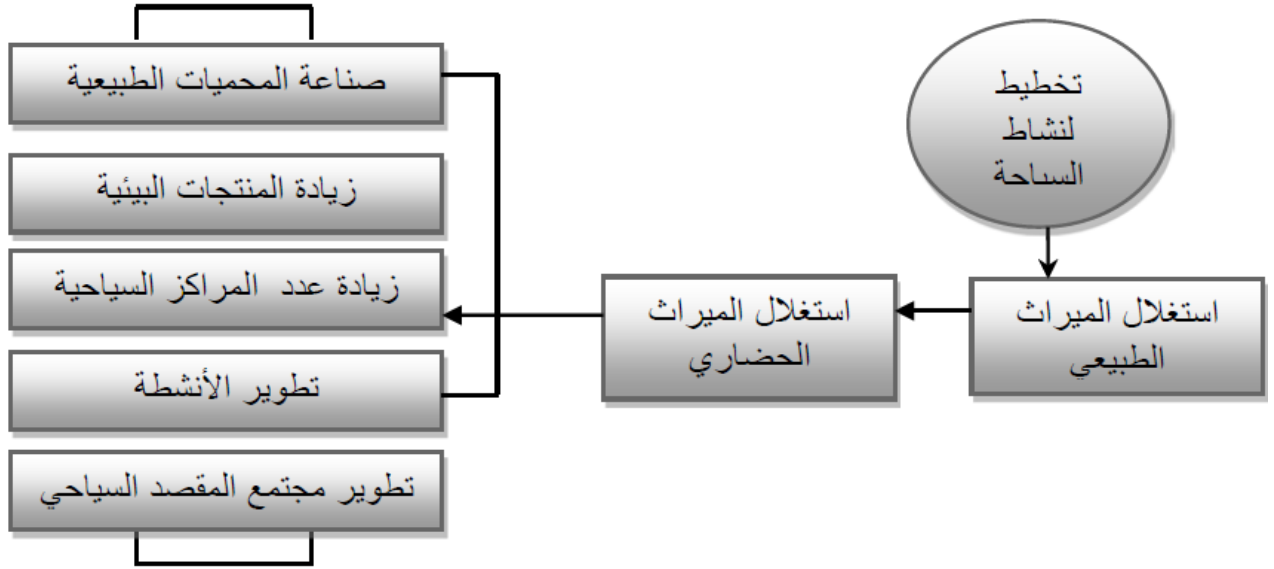 تخطيط
لنشاط
السباحة
استغلال الميراث
الطبيعي
استغلال الميراث
الحضاري
صناعة المحميات الطبيعية
زيادة المنتجات البيئية
زيادة عدد المراكز السياحية
تطوير الأنشطة
تطوير مجتمع المقصد السياحي